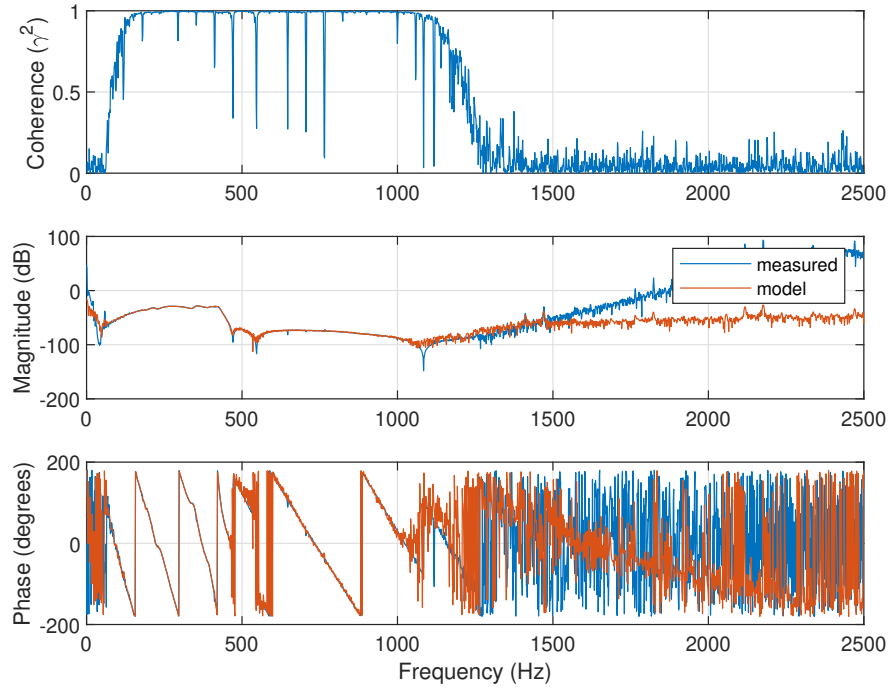 Coherence (γ²)
1
0.5
0
0 500 1000 1500 2000 2500
Magnitude (dB)
100
0
-100
-200
measured
model
0 500 1000 1500 2000 2500
Phase (degrees)
200
0
-200
0 500 1000 1500 2000 2500
Frequency (Hz)